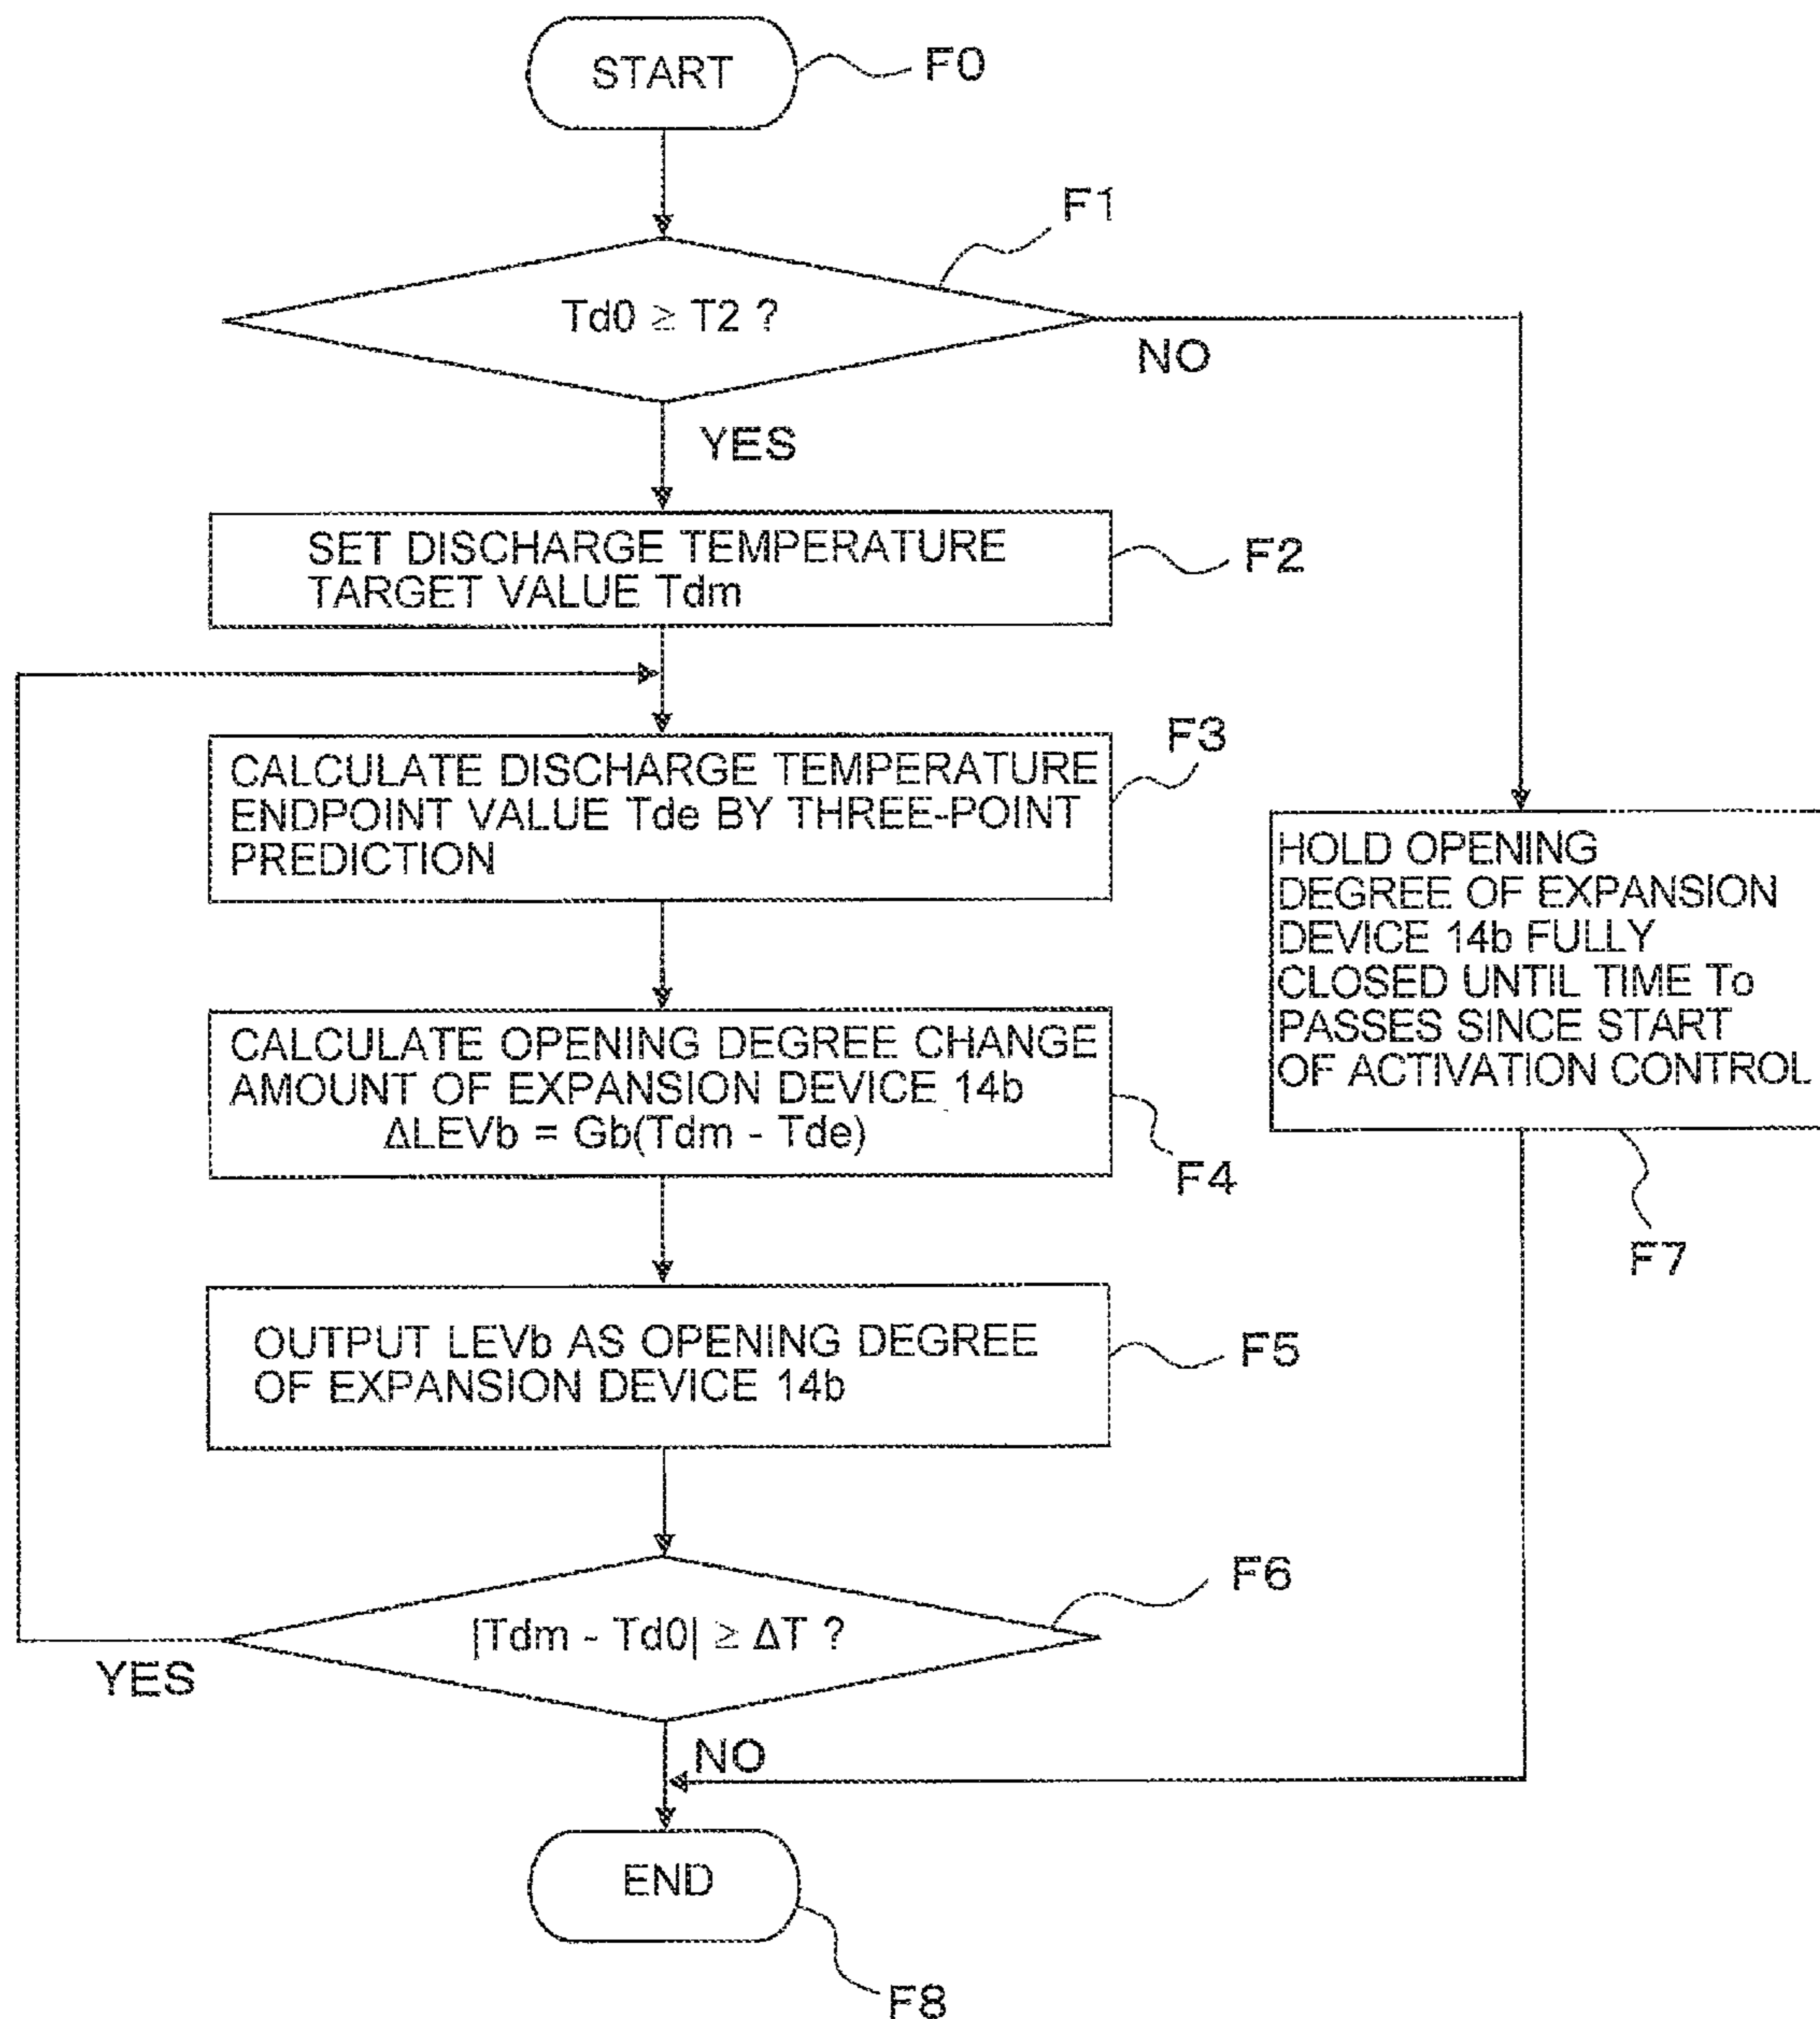 START
F0
F1
Td0 ≥ T2 ?
NO
YES
SET DISCHARGE TEMPERATURE
TARGET VALUE Tdm
F2
CALCULATE DISCHARGE TEMPERATURE
ENDPOINT VALUE Tde BY THREE-POINT
PREDICTION
F3
HOLD OPENING
DEGREE OF EXPANSION
DEVICE 14b FULLY
CLOSED UNTIL TIME To
PASSES SINCE START
OF ACTIVATION CONTROL
F7
CALCULATE OPENING DEGREE CHANGE
AMOUNT OF EXPANSION DEVICE 14b
ΔLEVb = Gb(Tdm - Tde)
F4
OUTPUT LEVb AS OPENING DEGREE
OF EXPANSION DEVICE 14b
F5
F6
|Tdm - Td0| ≥ ΔT ?
YES
NO
END
F8